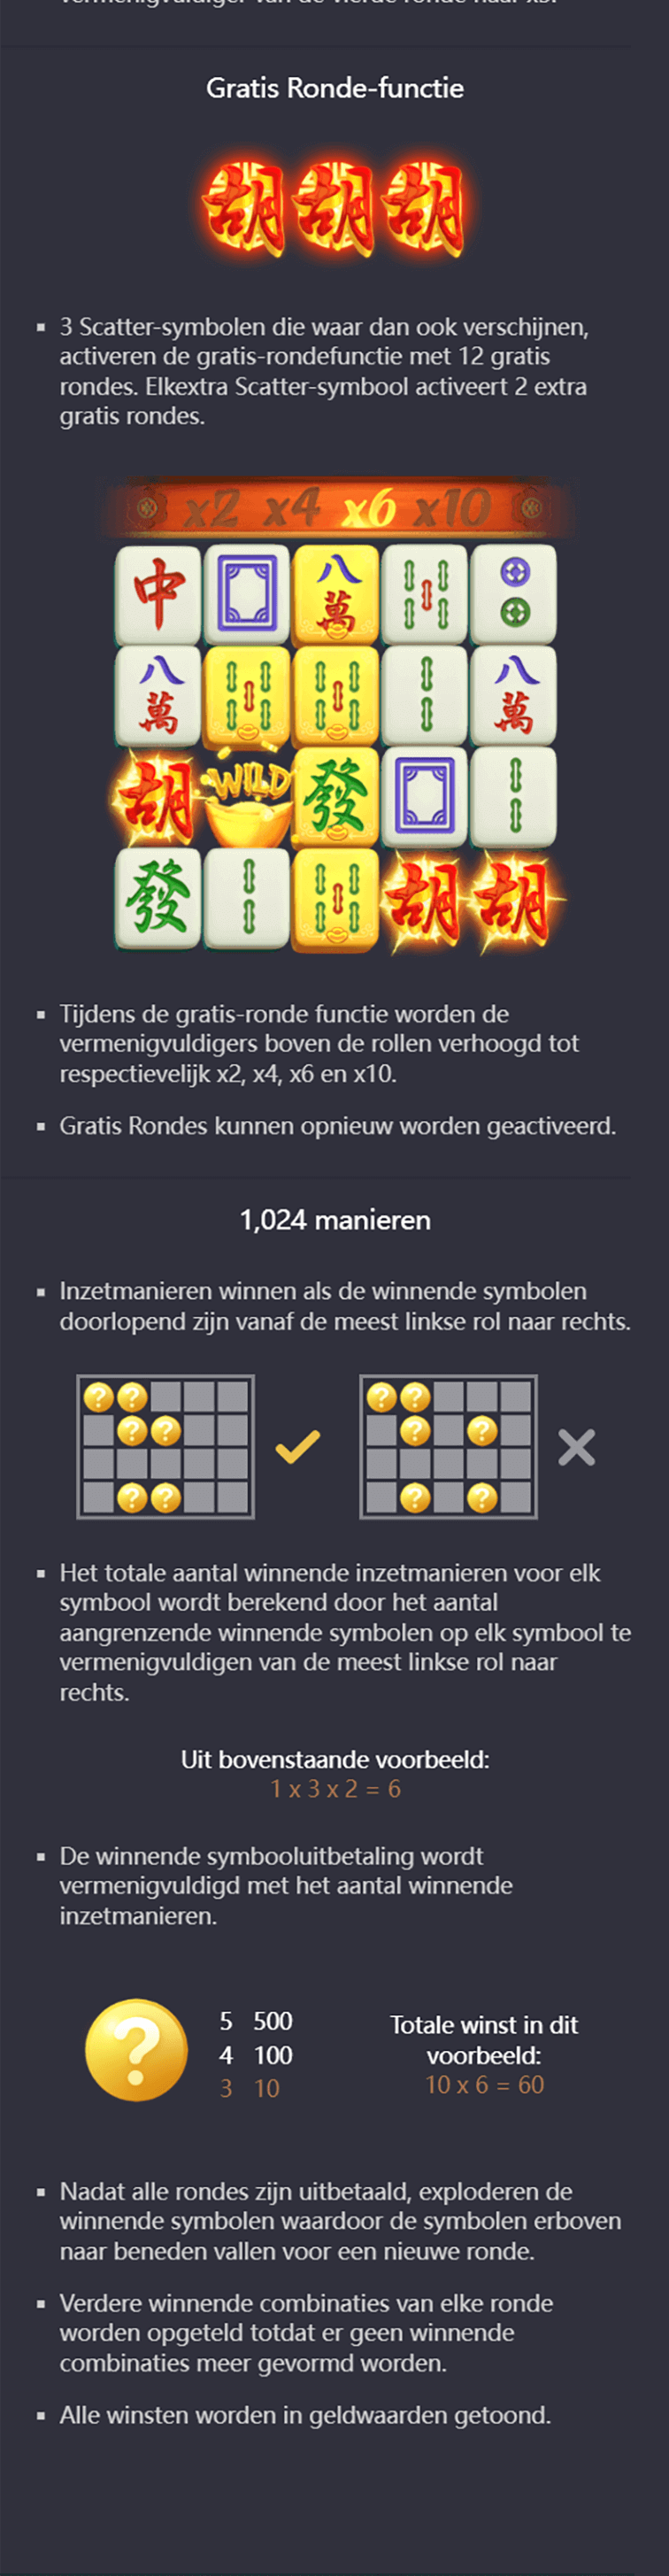 Gratis Ronde-functie
胡 胡 胡
▪ 3 Scatter-symbolen die waar dan ook verschijnen,
activeren de gratis-rondefunctie met 12 gratis
rondes. Elkextra Scatter-symbool activeert 2 extra
gratis rondes.
x2 x4 x6 x10
中 八萬
八萬 八萬
胡 WILD 發
發 胡 胡
▪ Tijdens de gratis-ronde functie worden de
vermenigvuldigers boven de rollen verhoogd tot
respectievelijk x2, x4, x6 en x10.
▪ Gratis Rondes kunnen opnieuw worden geactiveerd.
1,024 manieren
▪ Inzetmanieren winnen als de winnende symbolen
doorlopend zijn vanaf de meest linkse rol naar rechts.
? ? ? ?
? ? ? ?
? ? ? ?
▪ Het totale aantal winnende inzetmanieren voor elk
symbool wordt berekend door het aantal
aangrenzende winnende symbolen op elk symbool te
vermenigvuldigen van de meest linkse rol naar
rechts.
Uit bovenstaande voorbeeld:
1 x 3 x 2 = 6
▪ De winnende symbooluitbetaling wordt
vermenigvuldigd met het aantal winnende
inzetmanieren.
?
5 500
4 100
3 10
Totale winst in dit
voorbeeld:
10 x 6 = 60
▪ Nadat alle rondes zijn uitbetaald, exploderen de
winnende symbolen waardoor de symbolen erboven
naar beneden vallen voor een nieuwe ronde.
▪ Verdere winnende combinaties van elke ronde
worden opgeteld totdat er geen winnende
combinaties meer gevormd worden.
▪ Alle winsten worden in geldwaarden getoond.